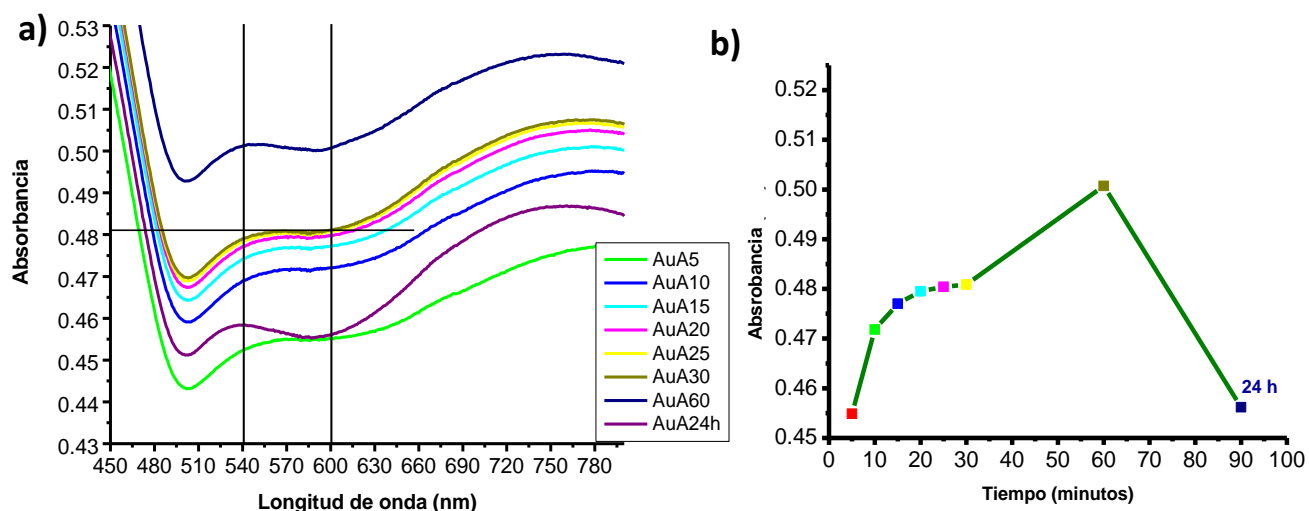 a)
0.53
0.52
0.51
0.50
0.49
0.48
0.47
0.46
0.45
0.44
0.43
Absorbancia
450 480 510 540 570 600 630 660 690 720 750 780
Longitud de onda (nm)
AuA5
AuA10
AuA15
AuA20
AuA25
AuA30
AuA60
AuA24h
b)
0.52
0.51
0.50
0.49
0.48
0.47
0.46
0.45
Absrobancia
24 h
0 10 20 30 40 50 60 70 80 90 100
Tiempo (minutos)